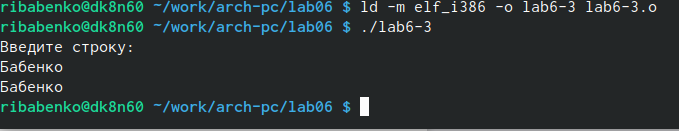 ribabenko@dk8n60 ~/work/arch-pc/lab06 $ ld -m elf_i386 -o lab6-3 lab6-3.o
ribabenko@dk8n60 ~/work/arch-pc/lab06 $ ./lab6-3
Введите строку:
Бабенко
Бабенко
ribabenko@dk8n60 ~/work/arch-pc/lab06 $